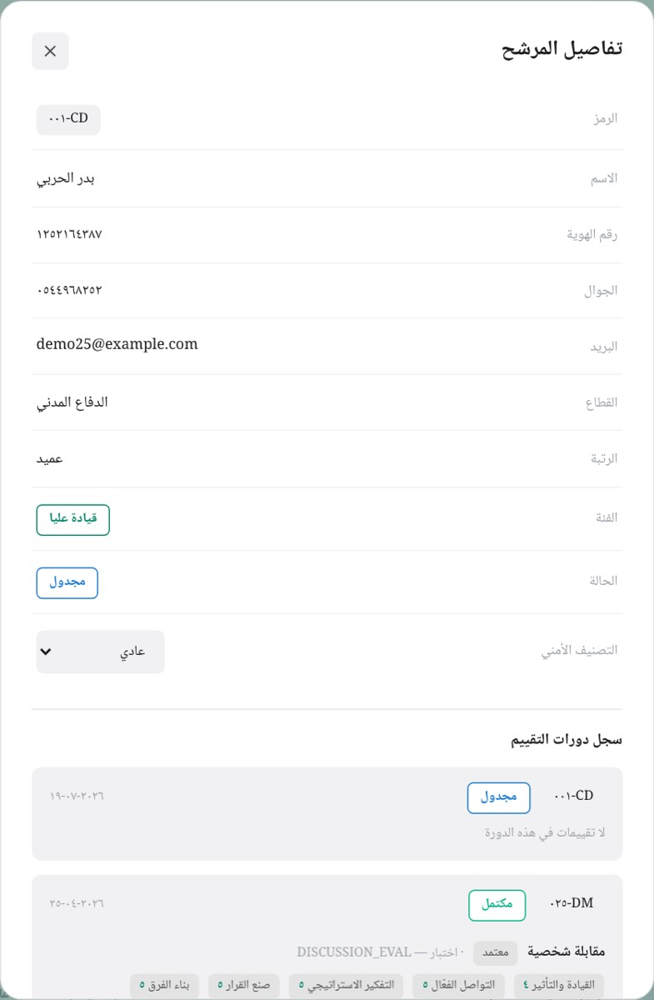 تفاصيل المرشح
الرمز ٠٠١-CD
الاسم بدر الحربي
رقم الهوية ١٢٥٢١٦٤٣٨٧
الجوال ٠٥٤٤٩٦٨٢٥٢
البريد demo25@example.com
القطاع الدفاع المدني
الرتبة عميد
الفئة قيادة عليا
الحالة مجدول
التصنيف الأمني عادي
سجل دورات التقييم
٠٠١-CD مجدول ١٩-٠٧-٢٠٢٦
لا تقييمات في هذه الدورة
٠٢٥-DM مكتمل ٢٥-٠٤-٢٠٢٦
مقابلة شخصية معتمد · اختبار — DISCUSSION_EVAL
القيادة والتأثير ٤ التواصل الفعّال ٥ التفكير الاستراتيجي ٥ صنع القرار ٥ بناء الفرق ٥